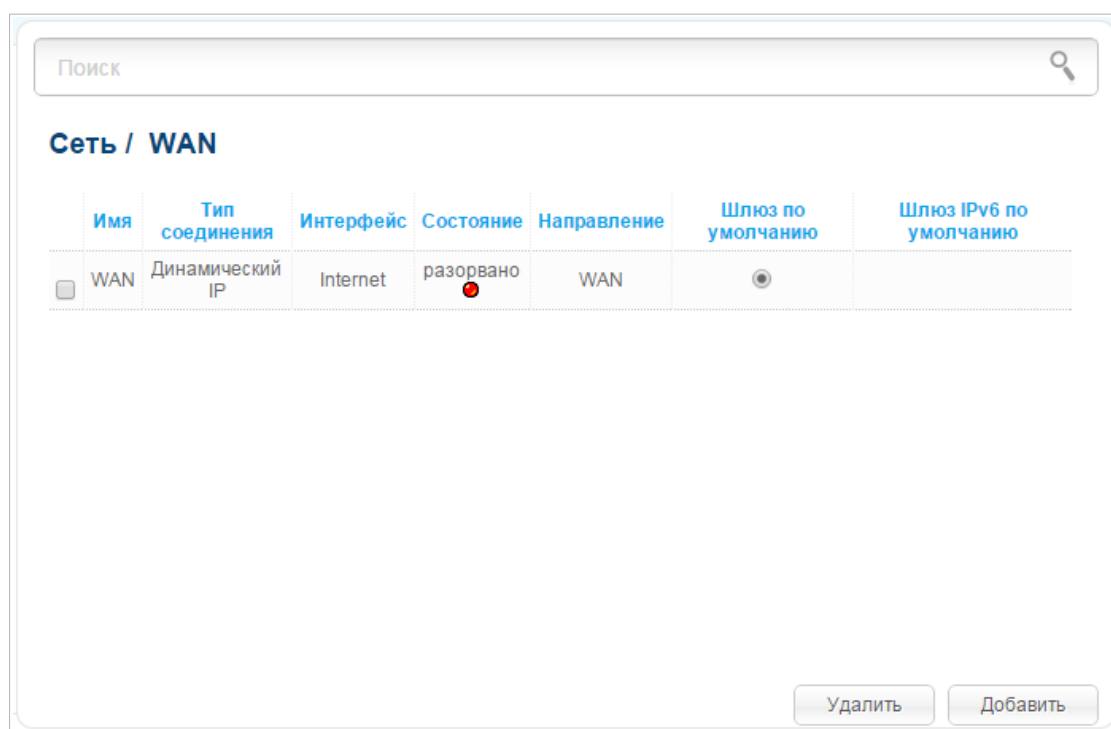 Поиск
Сеть / WAN
Имя Тип соединения Интерфейс Состояние Направление Шлюз по умолчанию Шлюз IPv6 по умолчанию
WAN Динамический IP Internet разорвано WAN
Удалить Добавить